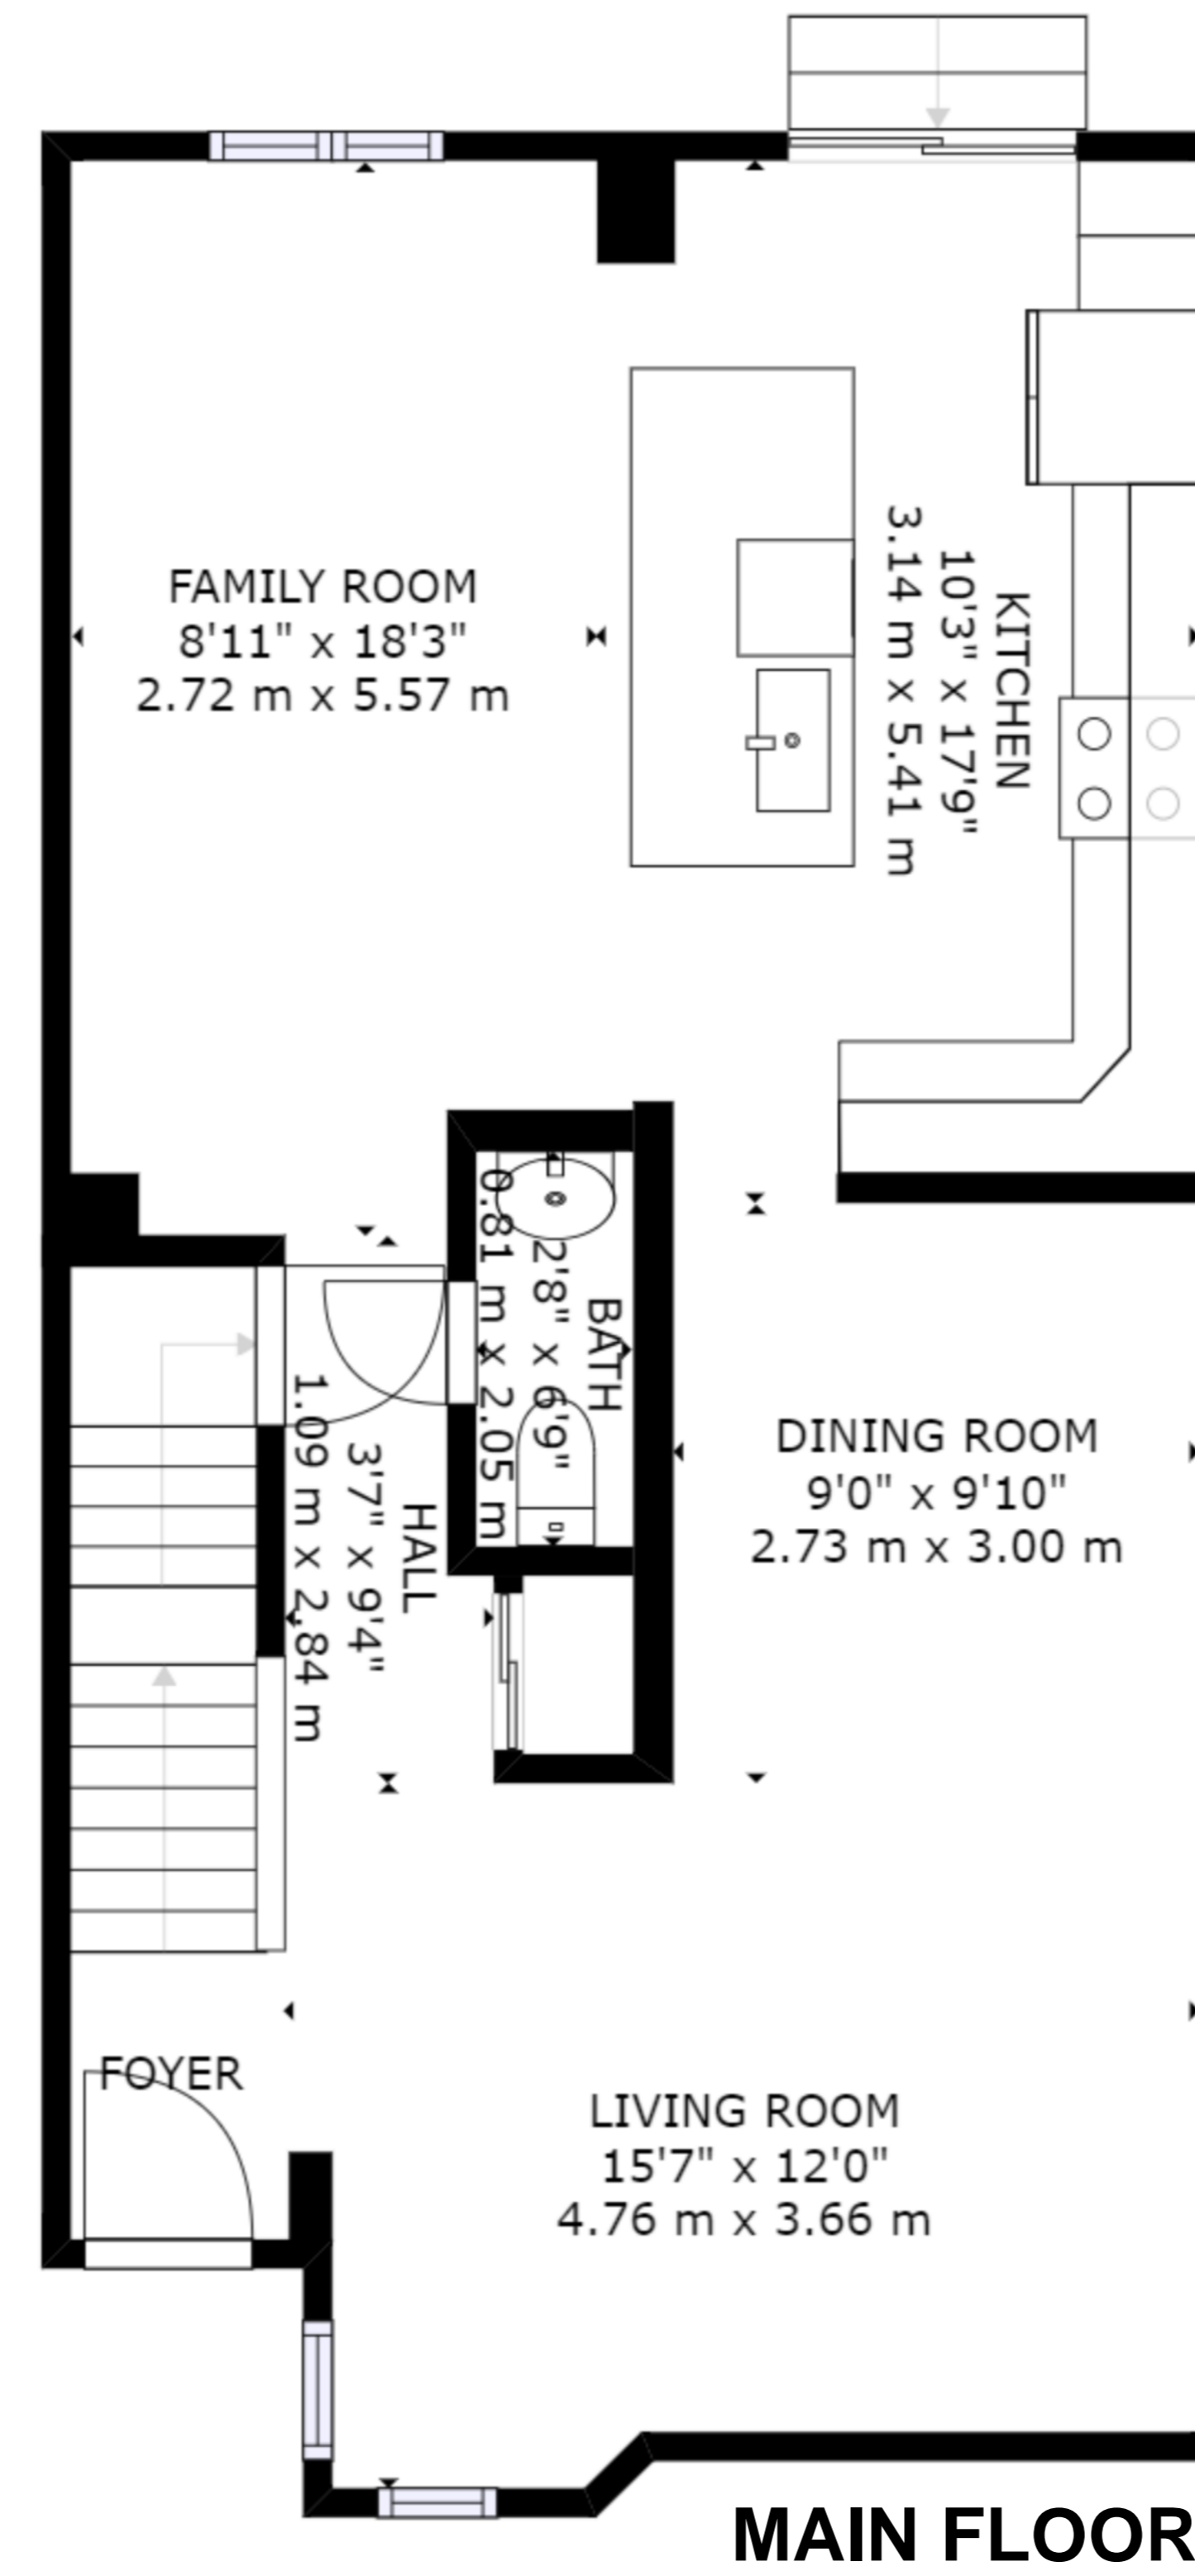 FAMILY ROOM
8'11" x 18'3"
2.72 m x 5.57 m
KITCHEN
10'3" x 17'9"
3.14 m x 5.41 m
BATH
2'8" x 6'9"
0.81 m x 2.05 m
HALL
3'7" x 9'4"
1.09 m x 2.84 m
DINING ROOM
9'0" x 9'10"
2.73 m x 3.00 m
FOYER
LIVING ROOM
15'7" x 12'0"
4.76 m x 3.66 m
MAIN FLOOR